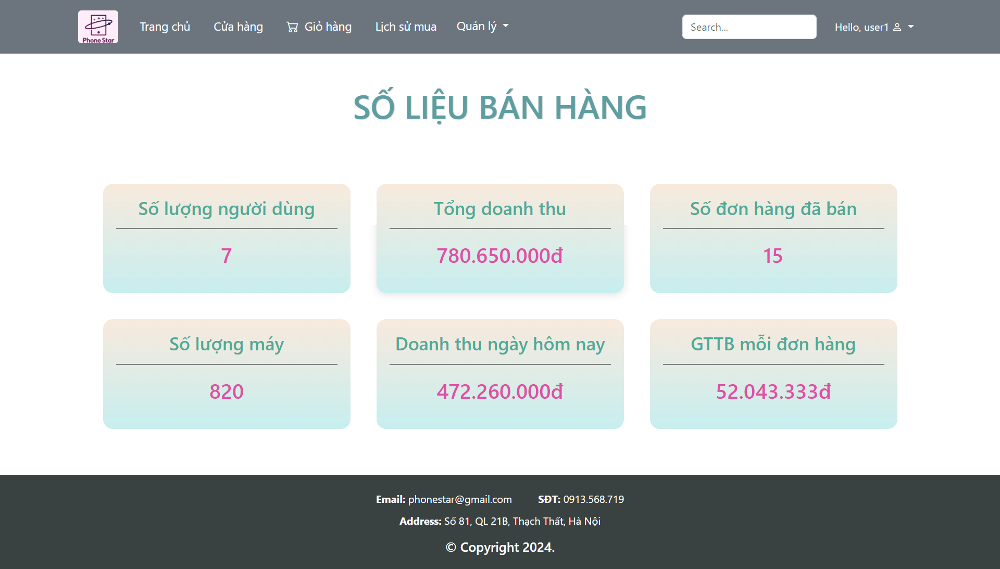 Phone Star
Trang chủ
Cửa hàng
Giỏ hàng
Lịch sử mua
Quản lý
Search...
Hello, user1
SỐ LIỆU BÁN HÀNG
Số lượng người dùng
7
Tổng doanh thu
780.650.000đ
Số đơn hàng đã bán
15
Số lượng máy
820
Doanh thu ngày hôm nay
472.260.000đ
GTTB mỗi đơn hàng
52.043.333đ
Email: phonestar@gmail.com SĐT: 0913.568.719
Address: Số 81, QL 21B, Thạch Thất, Hà Nội
© Copyright 2024.